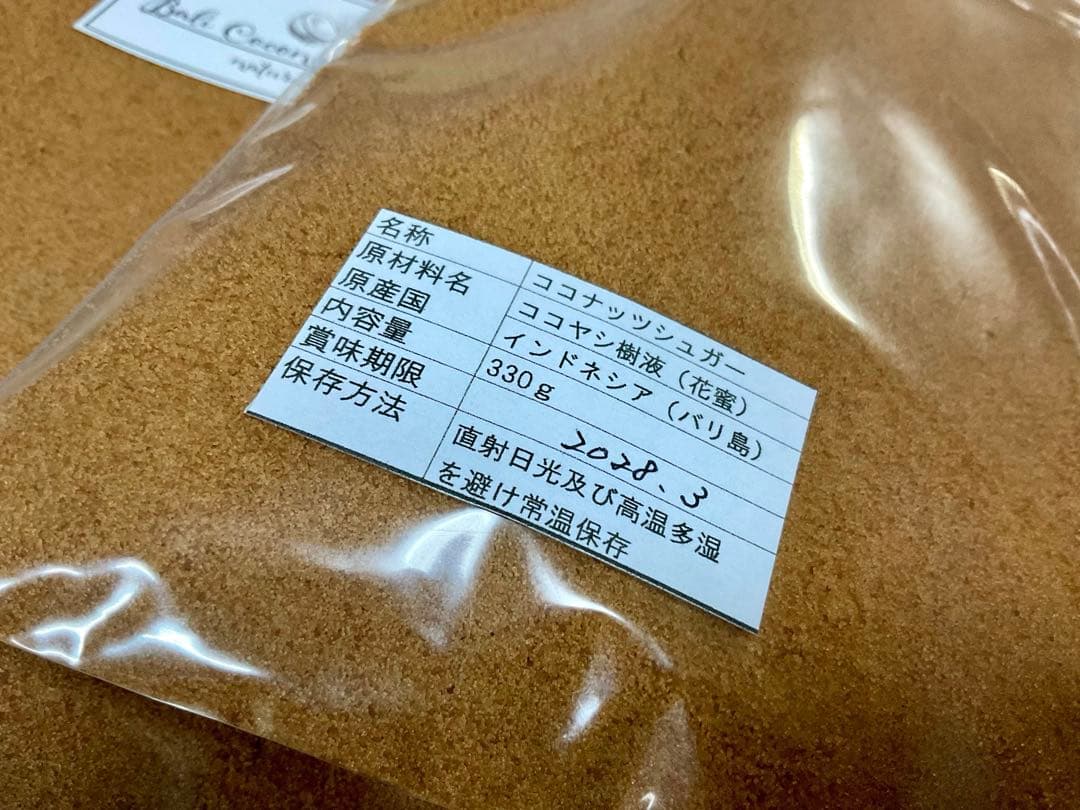 Bali
名称 ココナッツシュガー
原材料名 ココヤシ樹液（花蜜）
原産国 インドネシア（バリ島）
内容量 330ｇ
賞味期限 2028.3
保存方法 直射日光及び高温多湿
を避け常温保存